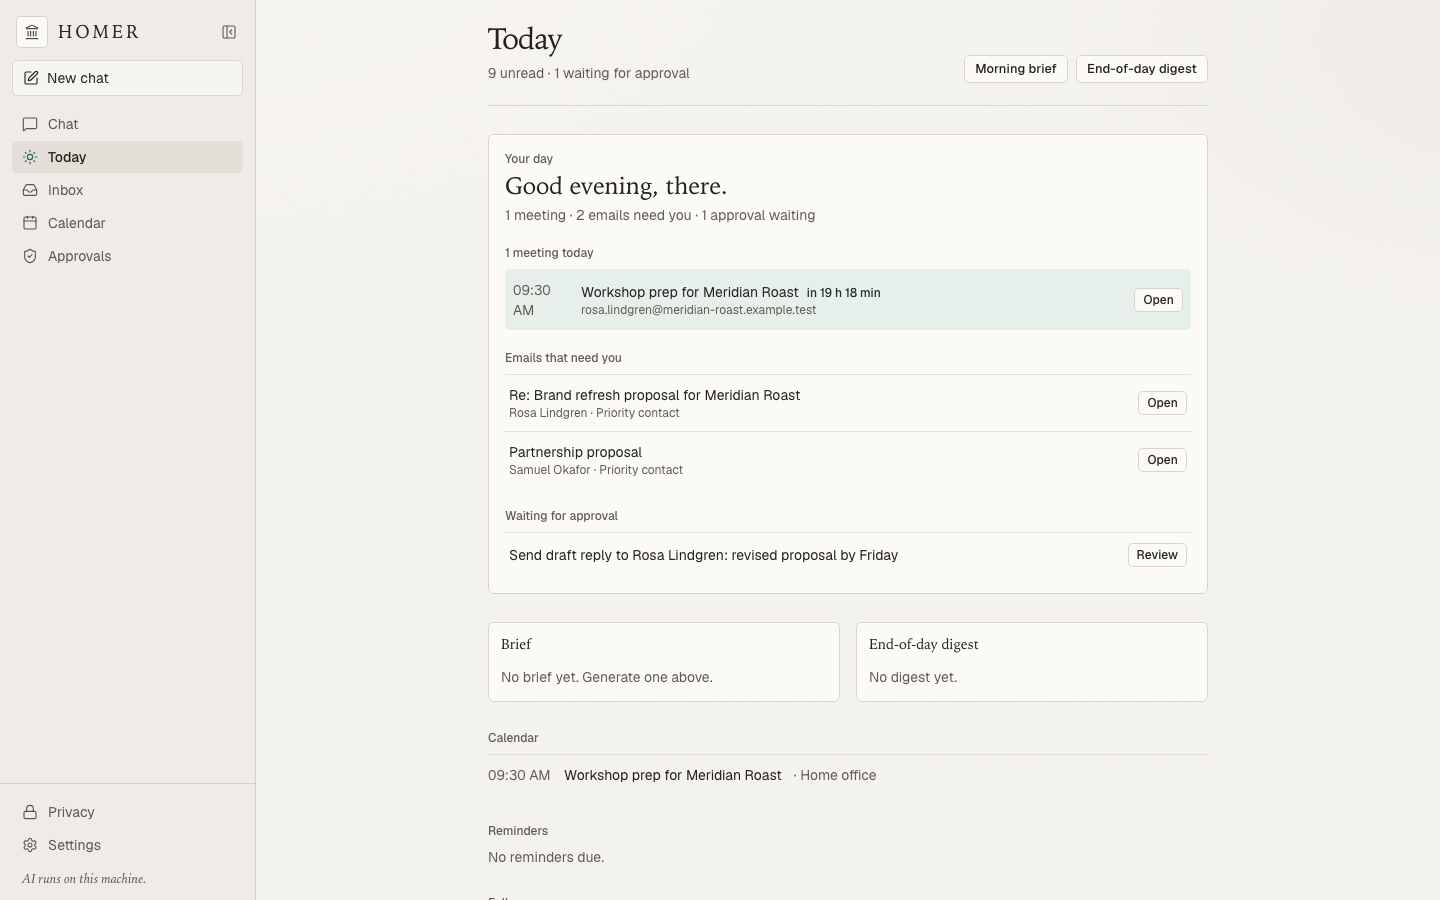 HOMER
New chat
Chat
Today
Inbox
Calendar
Approvals
Privacy
Settings
AI runs on this machine.
Today
9 unread · 1 waiting for approval
Morning brief
End-of-day digest
Your day
Good evening, there.
1 meeting · 2 emails need you · 1 approval waiting
1 meeting today
09:30 AM
Workshop prep for Meridian Roast in 19 h 18 min
rosa.lindgren@meridian-roast.example.test
Open
Emails that need you
Re: Brand refresh proposal for Meridian Roast
Rosa Lindgren · Priority contact
Open
Partnership proposal
Samuel Okafor · Priority contact
Open
Waiting for approval
Send draft reply to Rosa Lindgren: revised proposal by Friday
Review
Brief
No brief yet. Generate one above.
End-of-day digest
No digest yet.
Calendar
09:30 AM Workshop prep for Meridian Roast · Home office
Reminders
No reminders due.